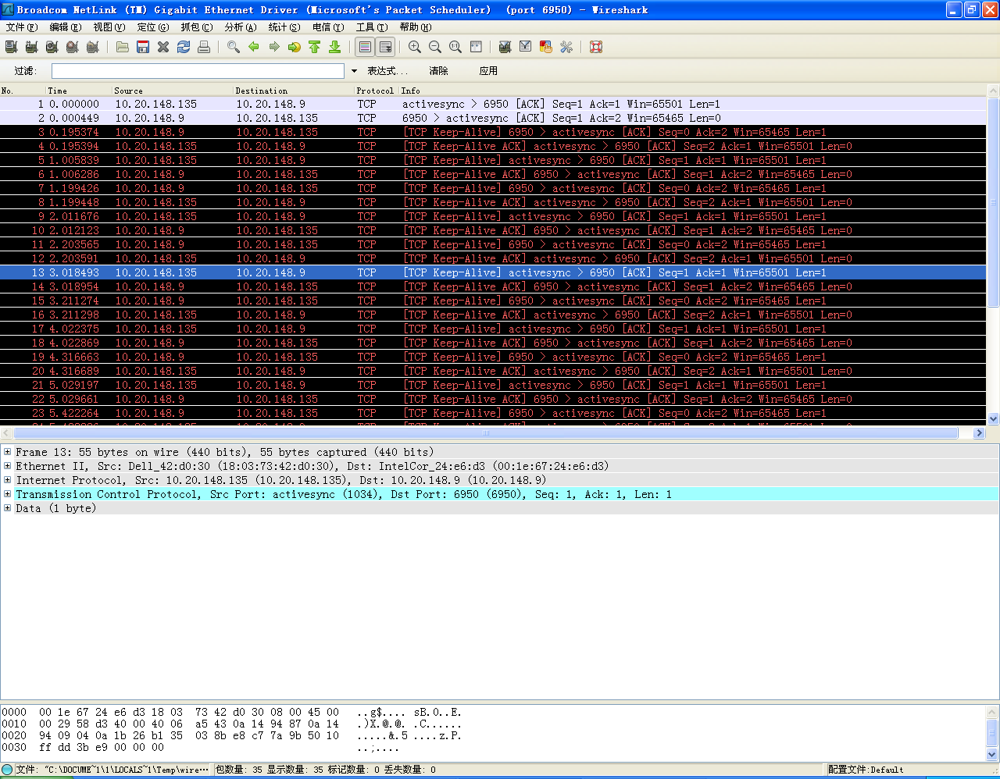 Broadcom NetLink (TM) Gigabit Ethernet Driver (Microsoft's Packet Scheduler)  (port 6950) - Wireshark
文件(F) 编辑(E) 视图(V) 定位(G) 抓包(C) 分析(A) 统计(S) 电信(Y) 工具(T) 帮助(H)
过滤: 表达式... 清除 应用
No. Time Source Destination Protocol Info
1 0.000000 10.20.148.135 10.20.148.9 TCP activesync > 6950 [ACK] Seq=1 Ack=1 Win=65501 Len=1
2 0.000449 10.20.148.9 10.20.148.135 TCP 6950 > activesync [ACK] Seq=1 Ack=2 Win=65465 Len=0
3 0.195374 10.20.148.9 10.20.148.135 TCP [TCP Keep-Alive] 6950 > activesync [ACK] Seq=0 Ack=2 Win=65465 Len=1
4 0.195394 10.20.148.135 10.20.148.9 TCP [TCP Keep-Alive ACK] activesync > 6950 [ACK] Seq=2 Ack=1 Win=65501 Len=0
5 1.005839 10.20.148.135 10.20.148.9 TCP [TCP Keep-Alive] activesync > 6950 [ACK] Seq=1 Ack=1 Win=65501 Len=1
6 1.006286 10.20.148.9 10.20.148.135 TCP [TCP Keep-Alive ACK] 6950 > activesync [ACK] Seq=1 Ack=2 Win=65465 Len=0
7 1.199426 10.20.148.9 10.20.148.135 TCP [TCP Keep-Alive] 6950 > activesync [ACK] Seq=0 Ack=2 Win=65465 Len=1
8 1.199448 10.20.148.135 10.20.148.9 TCP [TCP Keep-Alive ACK] activesync > 6950 [ACK] Seq=2 Ack=1 Win=65501 Len=0
9 2.011676 10.20.148.135 10.20.148.9 TCP [TCP Keep-Alive] activesync > 6950 [ACK] Seq=1 Ack=1 Win=65501 Len=1
10 2.012123 10.20.148.9 10.20.148.135 TCP [TCP Keep-Alive ACK] 6950 > activesync [ACK] Seq=1 Ack=2 Win=65465 Len=0
11 2.203565 10.20.148.9 10.20.148.135 TCP [TCP Keep-Alive] 6950 > activesync [ACK] Seq=0 Ack=2 Win=65465 Len=1
12 2.203591 10.20.148.135 10.20.148.9 TCP [TCP Keep-Alive ACK] activesync > 6950 [ACK] Seq=2 Ack=1 Win=65501 Len=0
13 3.018493 10.20.148.135 10.20.148.9 TCP [TCP Keep-Alive] activesync > 6950 [ACK] Seq=1 Ack=1 Win=65501 Len=1
14 3.018954 10.20.148.9 10.20.148.135 TCP [TCP Keep-Alive ACK] 6950 > activesync [ACK] Seq=1 Ack=2 Win=65465 Len=0
15 3.211274 10.20.148.9 10.20.148.135 TCP [TCP Keep-Alive] 6950 > activesync [ACK] Seq=0 Ack=2 Win=65465 Len=1
16 3.211298 10.20.148.135 10.20.148.9 TCP [TCP Keep-Alive ACK] activesync > 6950 [ACK] Seq=2 Ack=1 Win=65501 Len=0
17 4.022375 10.20.148.135 10.20.148.9 TCP [TCP Keep-Alive] activesync > 6950 [ACK] Seq=1 Ack=1 Win=65501 Len=1
18 4.022869 10.20.148.9 10.20.148.135 TCP [TCP Keep-Alive ACK] 6950 > activesync [ACK] Seq=1 Ack=2 Win=65465 Len=0
19 4.316663 10.20.148.9 10.20.148.135 TCP [TCP Keep-Alive] 6950 > activesync [ACK] Seq=0 Ack=2 Win=65465 Len=1
20 4.316689 10.20.148.135 10.20.148.9 TCP [TCP Keep-Alive ACK] activesync > 6950 [ACK] Seq=2 Ack=1 Win=65501 Len=0
21 5.029197 10.20.148.135 10.20.148.9 TCP [TCP Keep-Alive] activesync > 6950 [ACK] Seq=1 Ack=1 Win=65501 Len=1
22 5.029661 10.20.148.9 10.20.148.135 TCP [TCP Keep-Alive ACK] 6950 > activesync [ACK] Seq=1 Ack=2 Win=65465 Len=0
23 5.422264 10.20.148.9 10.20.148.135 TCP [TCP Keep-Alive] 6950 > activesync [ACK] Seq=0 Ack=2 Win=65465 Len=1
Frame 13: 55 bytes on wire (440 bits), 55 bytes captured (440 bits)
Ethernet II, Src: Dell_42:d0:30 (18:03:73:42:d0:30), Dst: IntelCor_24:e6:d3 (00:1e:67:24:e6:d3)
Internet Protocol, Src: 10.20.148.135 (10.20.148.135), Dst: 10.20.148.9 (10.20.148.9)
Transmission Control Protocol, Src Port: activesync (1034), Dst Port: 6950 (6950), Seq: 1, Ack: 1, Len: 1
Data (1 byte)
0000  00 1e 67 24 e6 d3 18 03  73 42 d0 30 08 00 45 00   ..g$.... sB.0..E.
0010  00 29 58 d3 40 00 40 06  a5 43 0a 14 94 87 0a 14   .)X.@.@. .C......
0020  94 09 04 0a 1b 26 b1 35  03 8b e8 c7 7a 9b 50 10   .....&.5 ....z.P.
0030  ff dd 3b e9 00 00 00   ..;....
文件: "C:\DOCUME~1\1\LOCALS~1\Temp\wire... 包数量: 35 显示数量: 35 标记数量: 0 丢失数量: 0 配置文件:Default